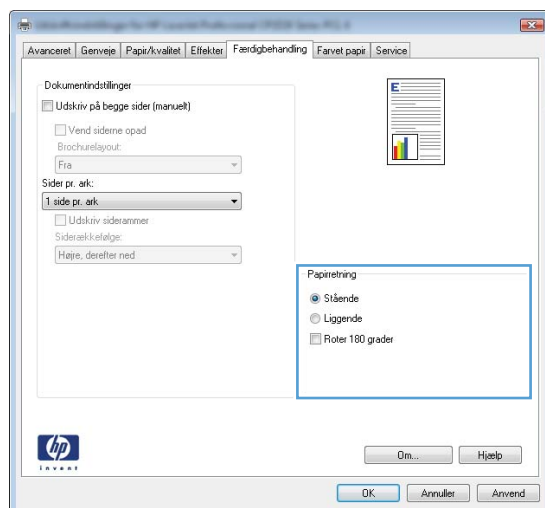 Avanceret Genveje Papir/kvalitet Effekter Færdigbehandling Farvet papir Service
Dokumentindstillinger
Udskriv på begge sider (manuelt)
Vend siderne opad
Brochurelayout:
Fra
Sider pr. ark:
1 side pr. ark
Udskriv siderammer
Siderækkefølge:
Højre, derefter ned
E
Papirretning
Stående
Liggende
Roter 180 grader
hp
invent
Om... Hjælp
OK Annuller Anvend